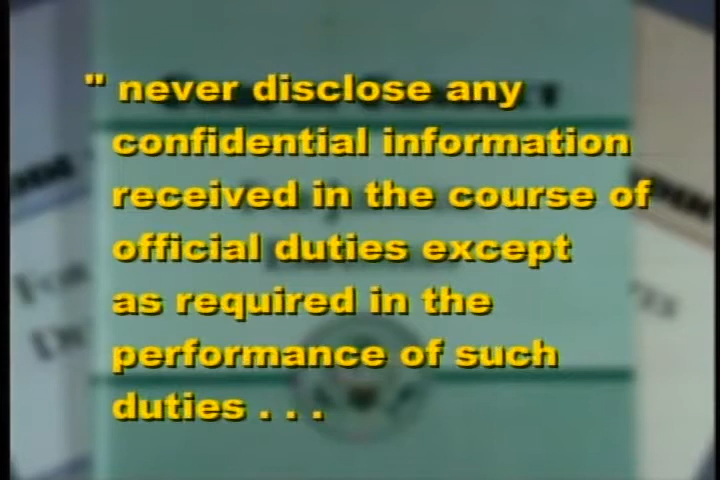 " never disclose any
confidential information
received in the course of
official duties except
as required in the
performance of such
duties . . .